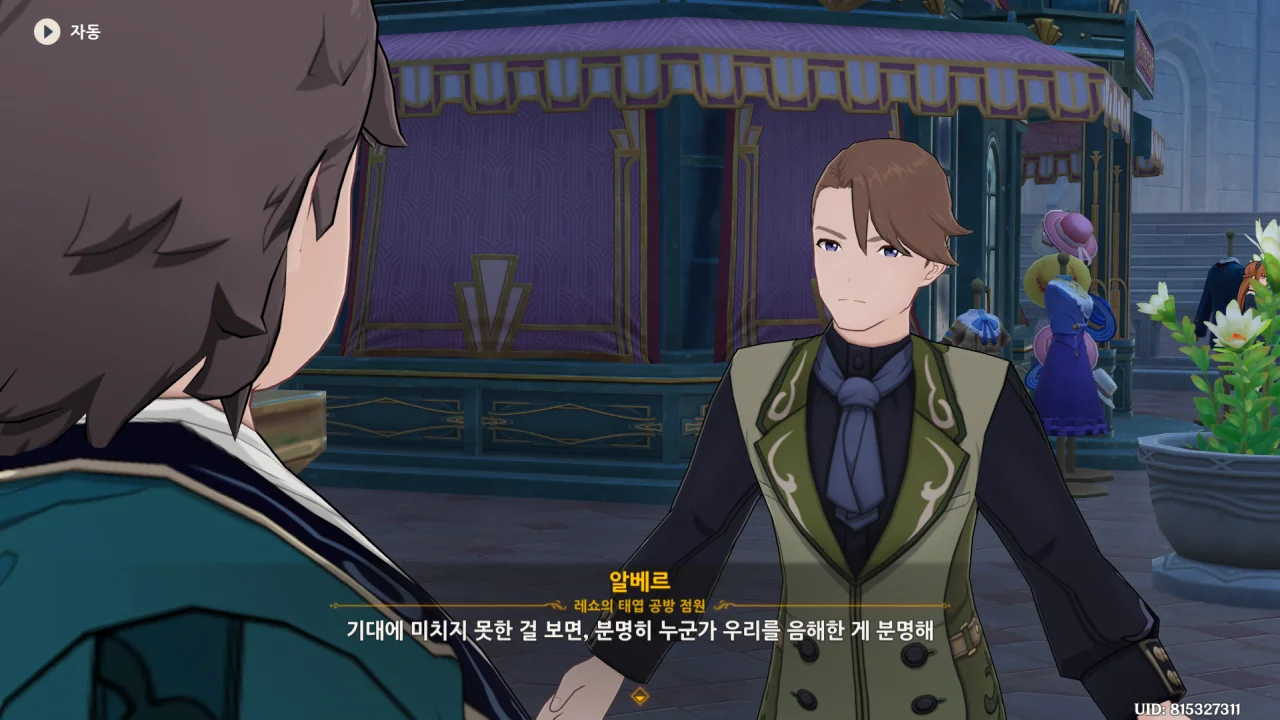 자동
알베르
레쇼의 태엽 공방 점원
기대에 미치지 못한 걸 보면, 분명히 누군가 우리를 음해한 게 분명해
UID: 815327311